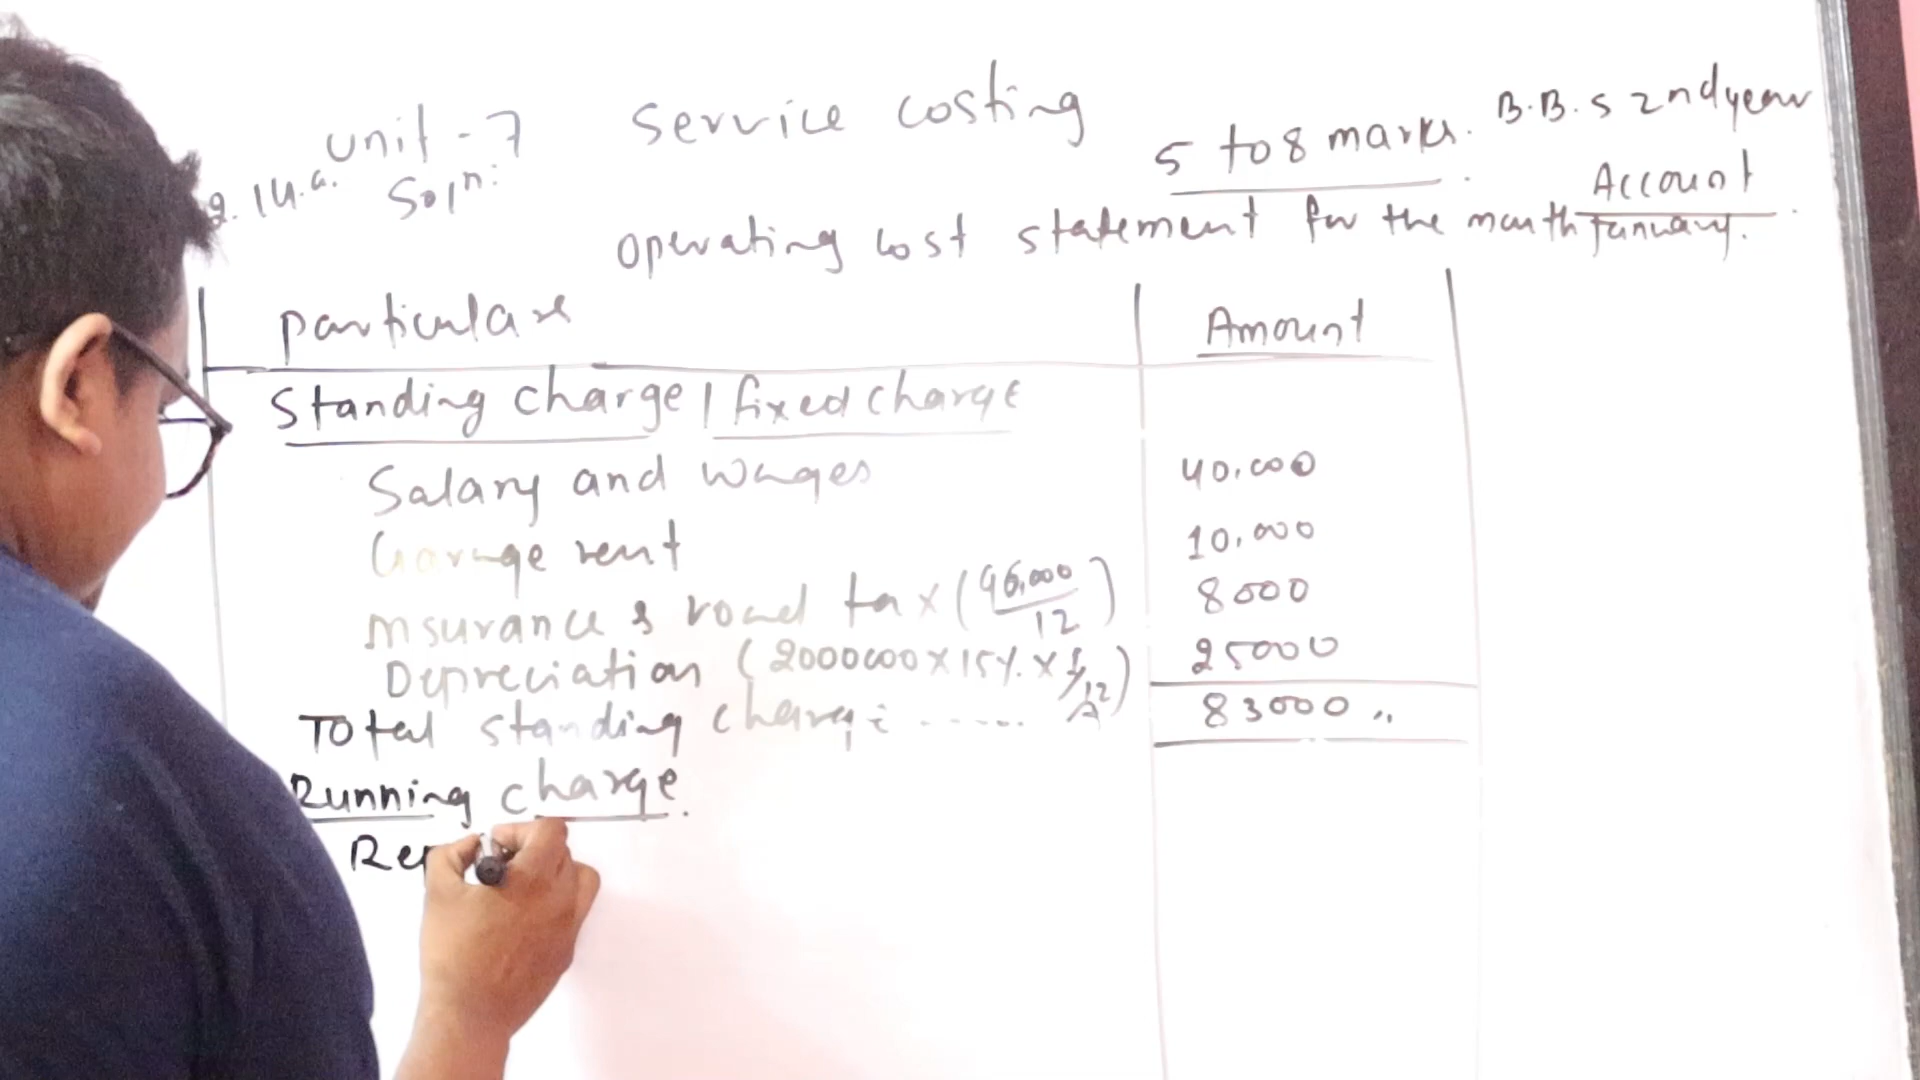 unit - 7 service costing
5 to 8 marks. B.B.S 2nd year
Q.14.a. Solⁿ: Account
operating cost statement for the month January.
particulars Amount
Standing charge / fixed charge
Salary and wages 40,000
Garage rent 10,000
Insurance & road tax (96,000/12) 8000
Depreciation (2000000×15%×1/12) 25000
Total standing charge ...... A 83000
Running charge.
Rep